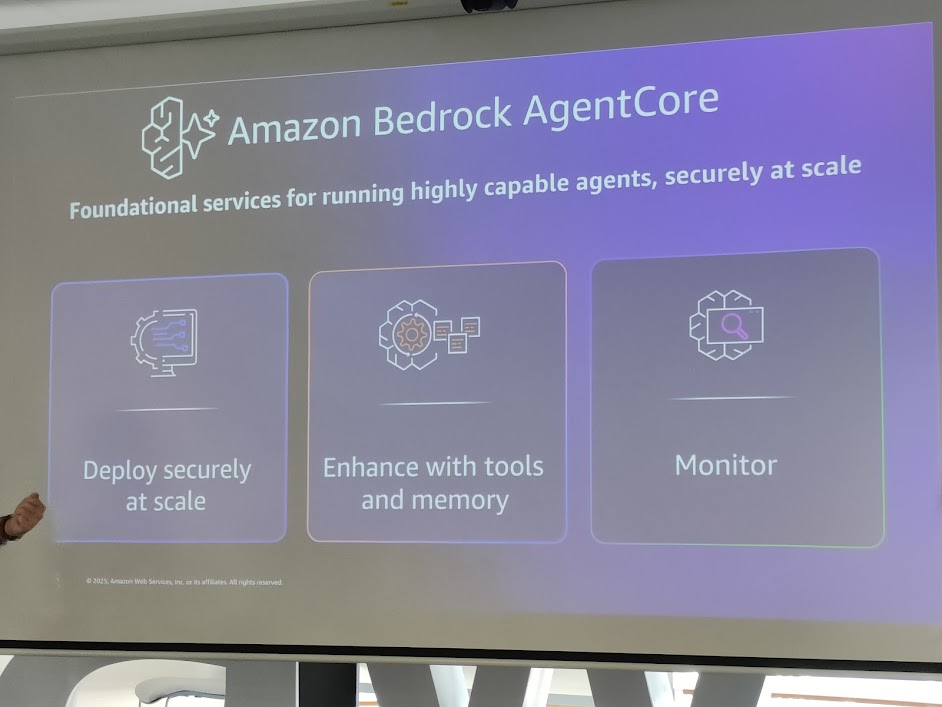 Amazon Bedrock AgentCore
Foundational services for running highly capable agents, securely at scale
Deploy securely
at scale
Enhance with tools
and memory
Monitor
© 2025, Amazon Web Services, Inc. or its affiliates. All rights reserved.